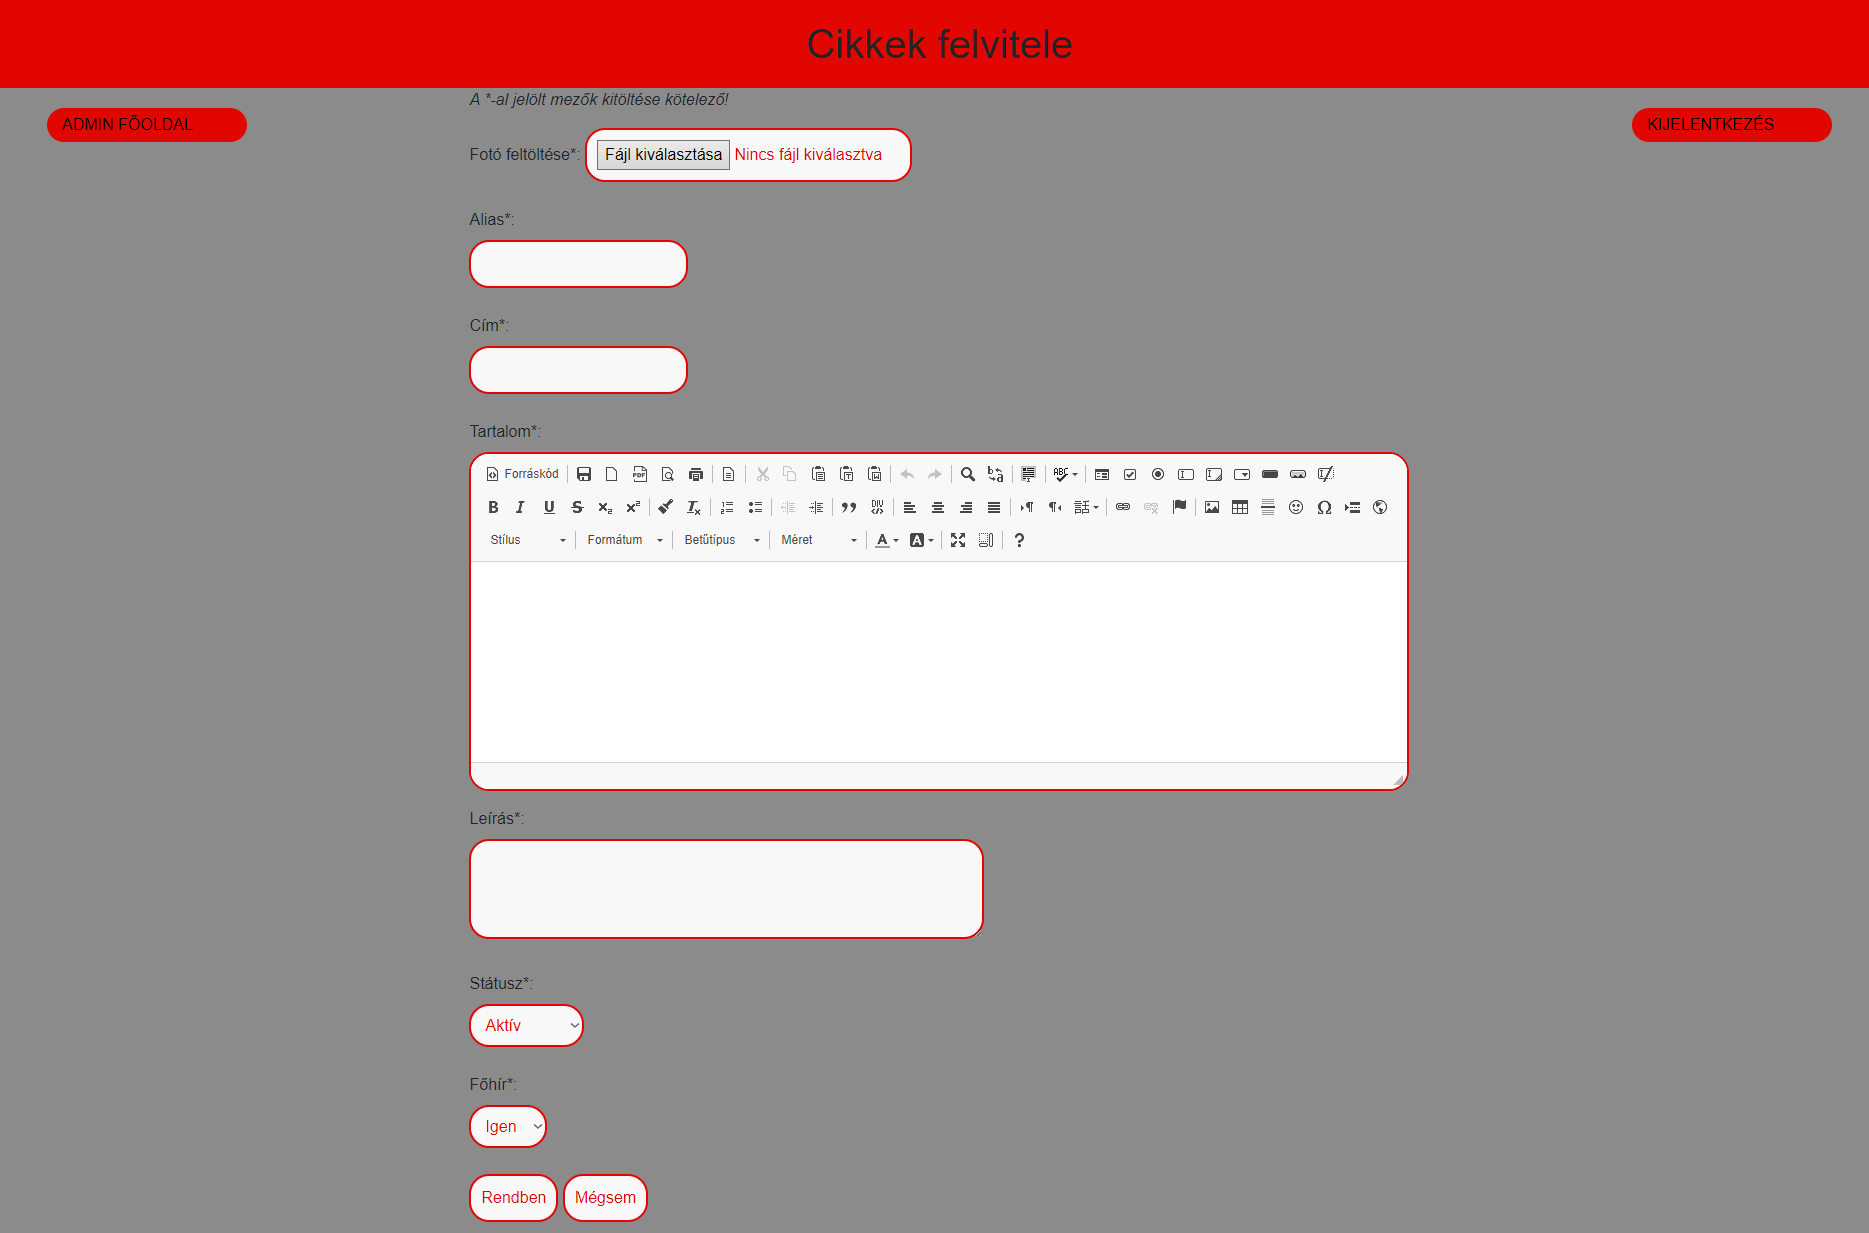 Cikkek felvitele
A *-al jelölt mezők kitöltése kötelező!
ADMIN FŐOLDAL
KIJELENTKEZÉS
Fotó feltöltése*: Fájl kiválasztása Nincs fájl kiválasztva
Alias*:
Cím*:
Tartalom*:
Forráskód
Stílus Formátum Betűtípus Méret
Leírás*:
Státusz*:
Aktív
Főhír*:
Igen
Rendben Mégsem